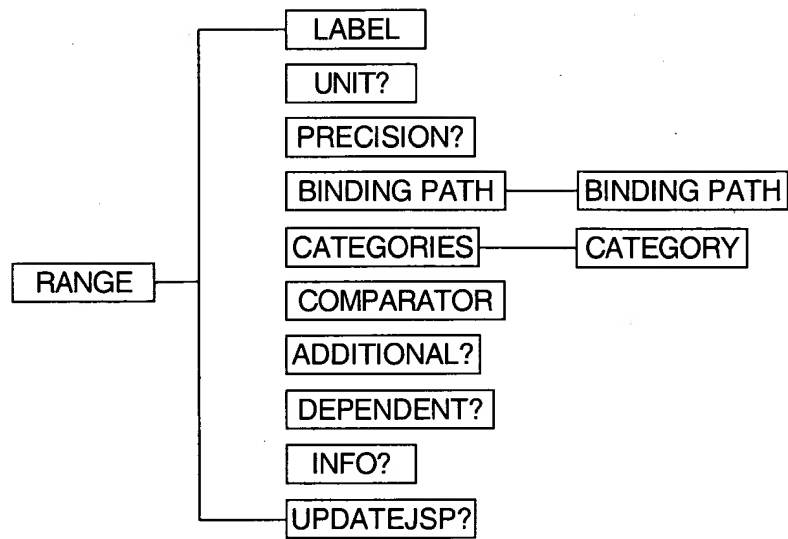 LABEL
UNIT?
PRECISION?
BINDING PATH BINDING PATH
CATEGORIES CATEGORY
RANGE
COMPARATOR
ADDITIONAL?
DEPENDENT?
INFO?
UPDATEJSP?